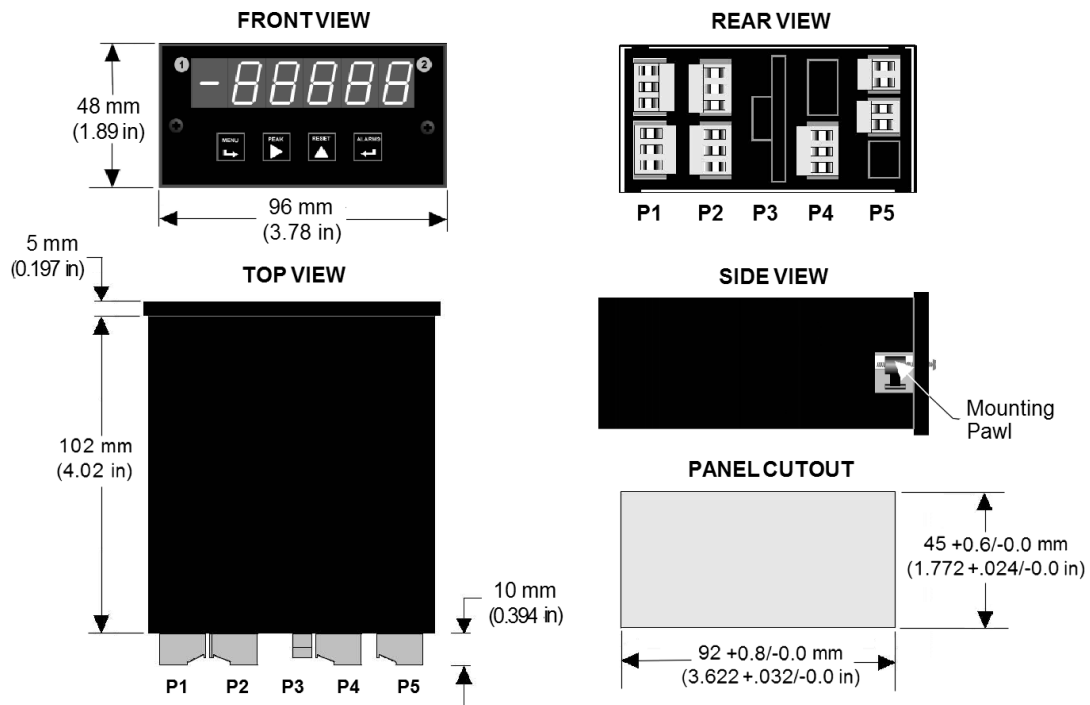 FRONT VIEW
1
2
-88888
MENU
PEAK
RESET
ALARMS
48 mm
(1.89 in)
96 mm
(3.78 in)
REAR VIEW
P1 P2 P3 P4 P5
TOP VIEW
5 mm
(0.197 in)
102 mm
(4.02 in)
10 mm
(0.394 in)
P1 P2 P3 P4 P5
SIDE VIEW
Mounting
Pawl
PANEL CUTOUT
45 +0.6/-0.0 mm
(1.772 +.024/-0.0 in)
92 +0.8/-0.0 mm
(3.622 +.032/-0.0 in)